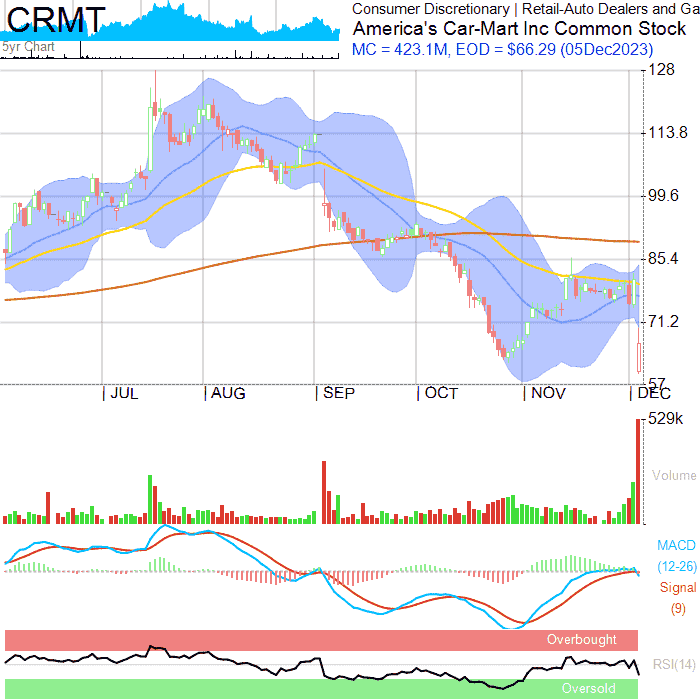 CRMT
5yr Chart
Consumer Discretionary | Retail-Auto Dealers and Ga
America's Car-Mart Inc Common Stock
MC = 423.1M, EOD = $66.29 (05Dec2023)
128
113.8
99.6
85.4
71.2
57
JUL
AUG
SEP
OCT
NOV
DEC
529k
Volume
MACD
(12-26)
Signal
(9)
Overbought
RSI(14)
Oversold